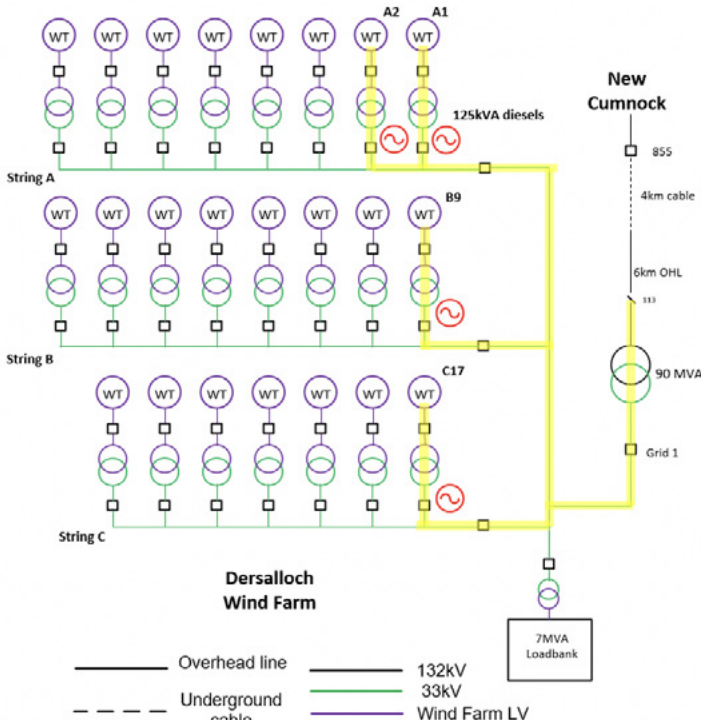 A2 A1
WT WT WT WT WT WT WT WT
125kVA diesels
String A
B9
WT WT WT WT WT WT WT WT
String B
C17
WT WT WT WT WT WT WT
String C
New
Cumnock
855
4km cable
6km OHL
113
90 MVA
Grid 1
Dersalloch
Wind Farm
7MVA
Loadbank
Overhead line
Underground
cable
132kV
33kV
Wind Farm LV